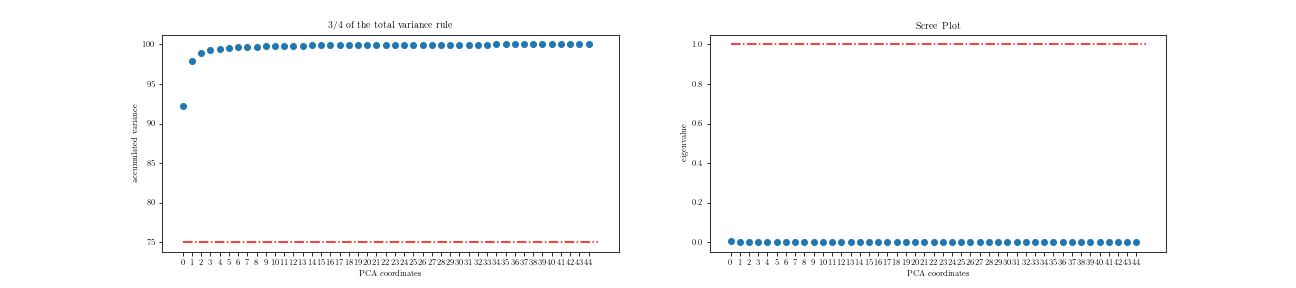 3/4 of the total variance rule
100
95
90
85
80
75
accumulated variance
0 1 2 3 4 5 6 7 8 9 10 11 12 13 14 15 16 17 18 19 20 21 22 23 24 25 26 27 28 29 30 31 32 33 34 35 36 37 38 39 40 41 42 43 44
PCA coordinates
Scree Plot
1.0
0.8
0.6
0.4
0.2
0.0
eigenvalue
0 1 2 3 4 5 6 7 8 9 10 11 12 13 14 15 16 17 18 19 20 21 22 23 24 25 26 27 28 29 30 31 32 33 34 35 36 37 38 39 40 41 42 43 44
PCA coordinates